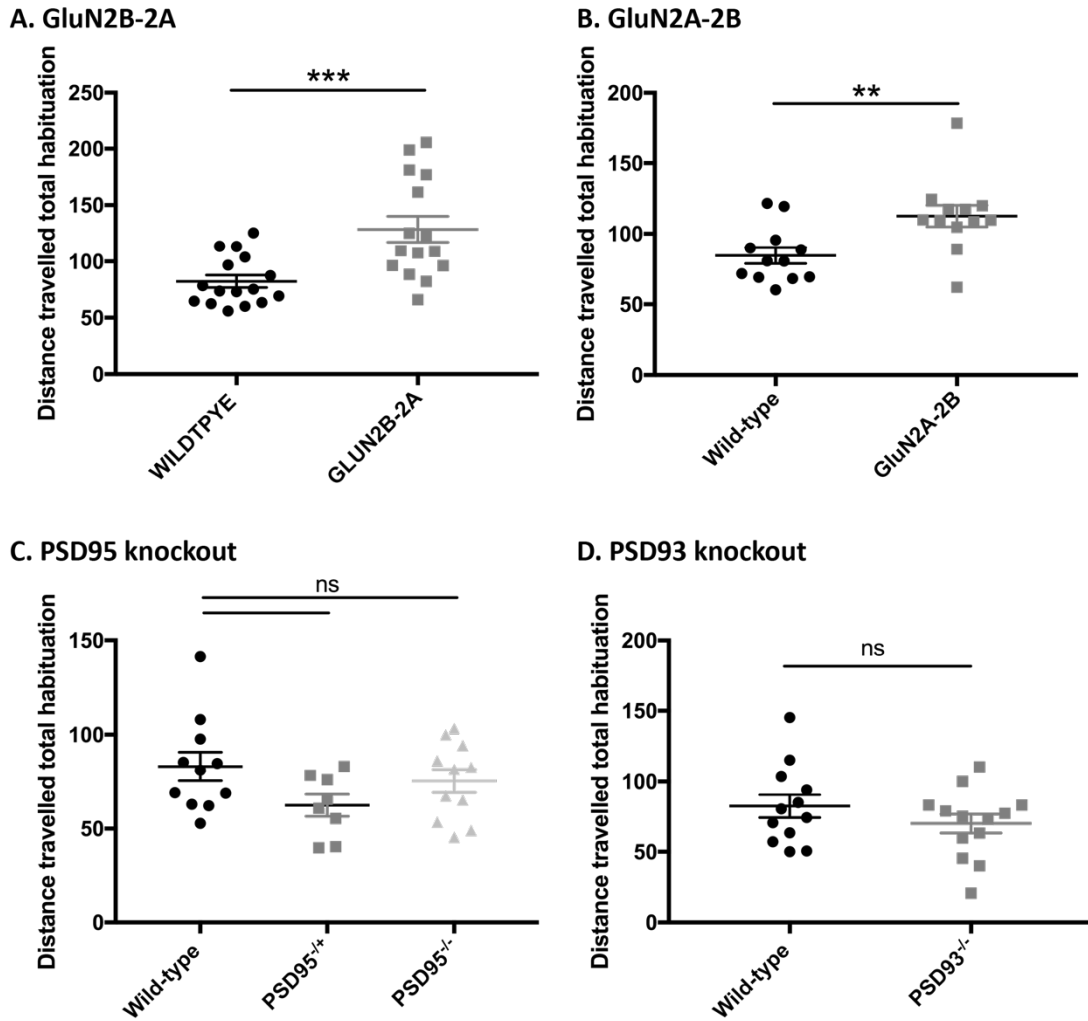 A. GluN2B-2A
Distance travelled total habituation
250
200
150
100
50
0
***
WILDTPYE
GLUN2B-2A
B. GluN2A-2B
Distance travelled total habituation
200
150
100
50
0
**
Wild-type
GluN2A-2B
C. PSD95 knockout
Distance travelled total habituation
150
100
50
0
ns
Wild-type
PSD95-/+
PSD95-/-
D. PSD93 knockout
Distance travelled total habituation
200
150
100
50
0
ns
Wild-type
PSD93-/-